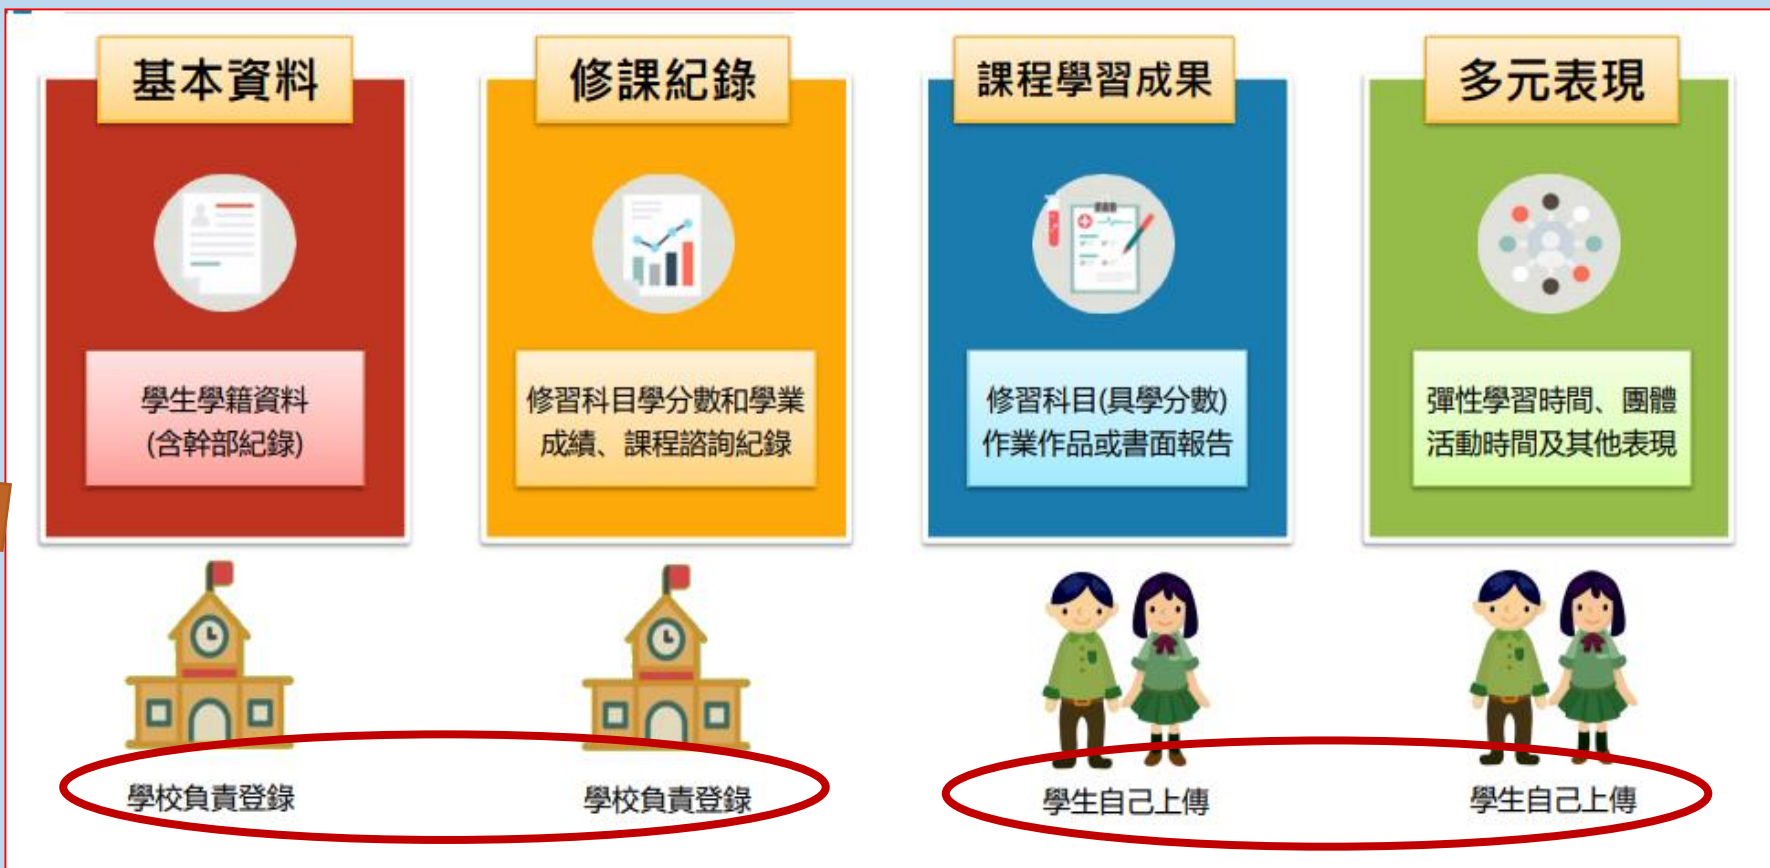 基本資料
學生學籍資料
(含幹部紀錄)
學校負責登錄
修課紀錄
修習科目學分數和學業
成績、課程諮詢紀錄
學校負責登錄
課程學習成果
修習科目(具學分數)
作業作品或書面報告
學生自己上傳
多元表現
彈性學習時間、團體
活動時間及其他表現
學生自己上傳